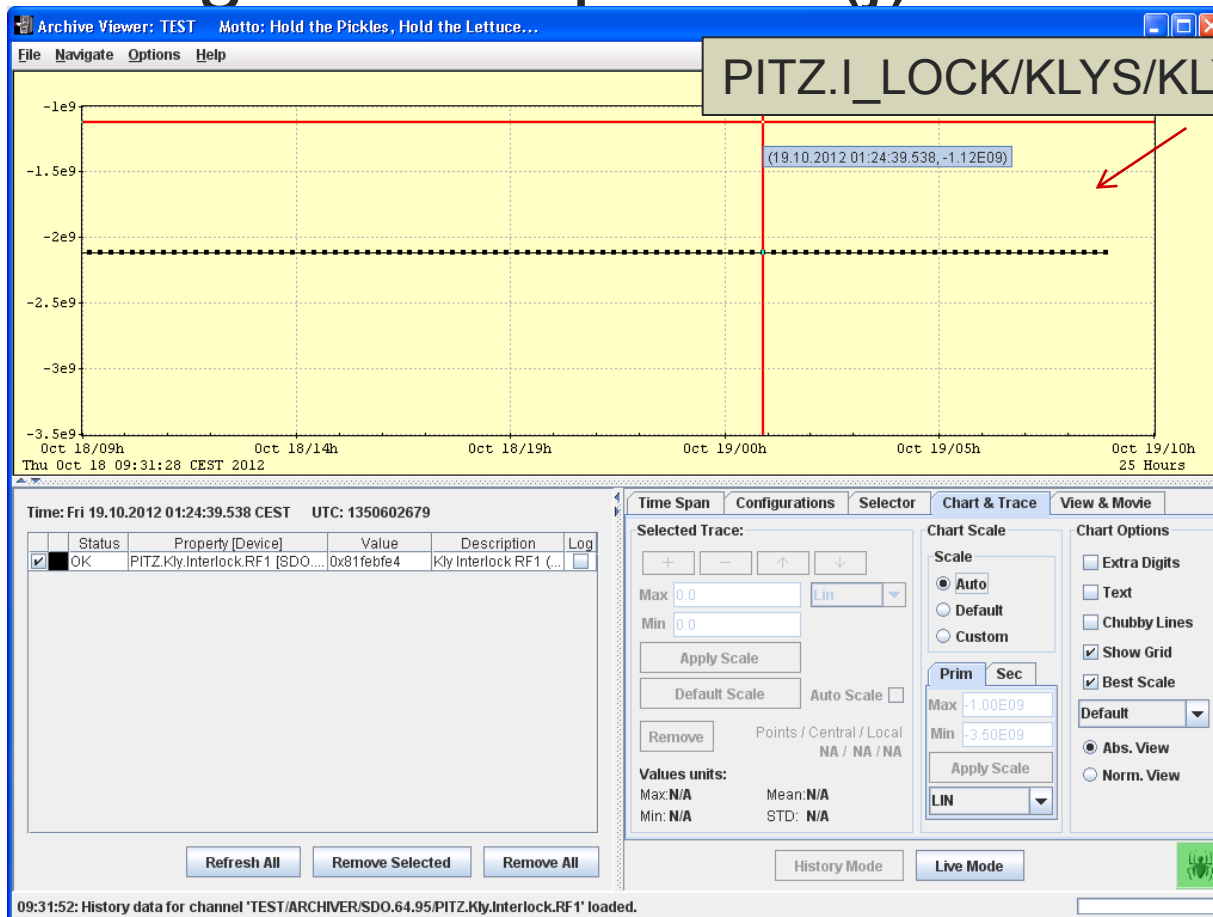 Archive Viewer: TEST Motto: Hold the Pickles, Hold the Lettuce...
File Navigate Options Help
PITZ.I_LOCK/KLYS/KL
-1e9
(19.10.2012 01:24:39.538, -1.12E09)
-1.5e9
-2e9
-2.5e9
-3e9
-3.5e9
Oct 18/09h Oct 18/14h Oct 18/19h Oct 19/00h Oct 19/05h Oct 19/10h
Thu Oct 18 09:31:28 CEST 2012 25 Hours
Time: Fri 19.10.2012 01:24:39.538 CEST UTC: 1350602679
Status Property [Device] Value Description Log
OK PITZ.Kly.Interlock.RF1 [SDO.... 0x81febfe4 Kly Interlock RF1 (...
Refresh All Remove Selected Remove All
Time Span Configurations Selector Chart & Trace View & Movie
Selected Trace:
+ - ↑ ↓
Max 0.0 Lin
Min 0.0
Apply Scale
Default Scale Auto Scale
Remove Points / Central / Local
NA / NA / NA
Values units:
Max:N/A Mean:N/A
Min: N/A STD: N/A
Chart Scale
Scale
Auto
Default
Custom
Prim Sec
Max -1.00E09
Min -3.50E09
Apply Scale
LIN
Chart Options
Extra Digits
Text
Chubby Lines
Show Grid
Best Scale
Default
Abs. View
Norm. View
History Mode Live Mode
09:31:52: History data for channel 'TEST/ARCHIVER/SDO.64.95/PITZ.Kly.Interlock.RF1' loaded.